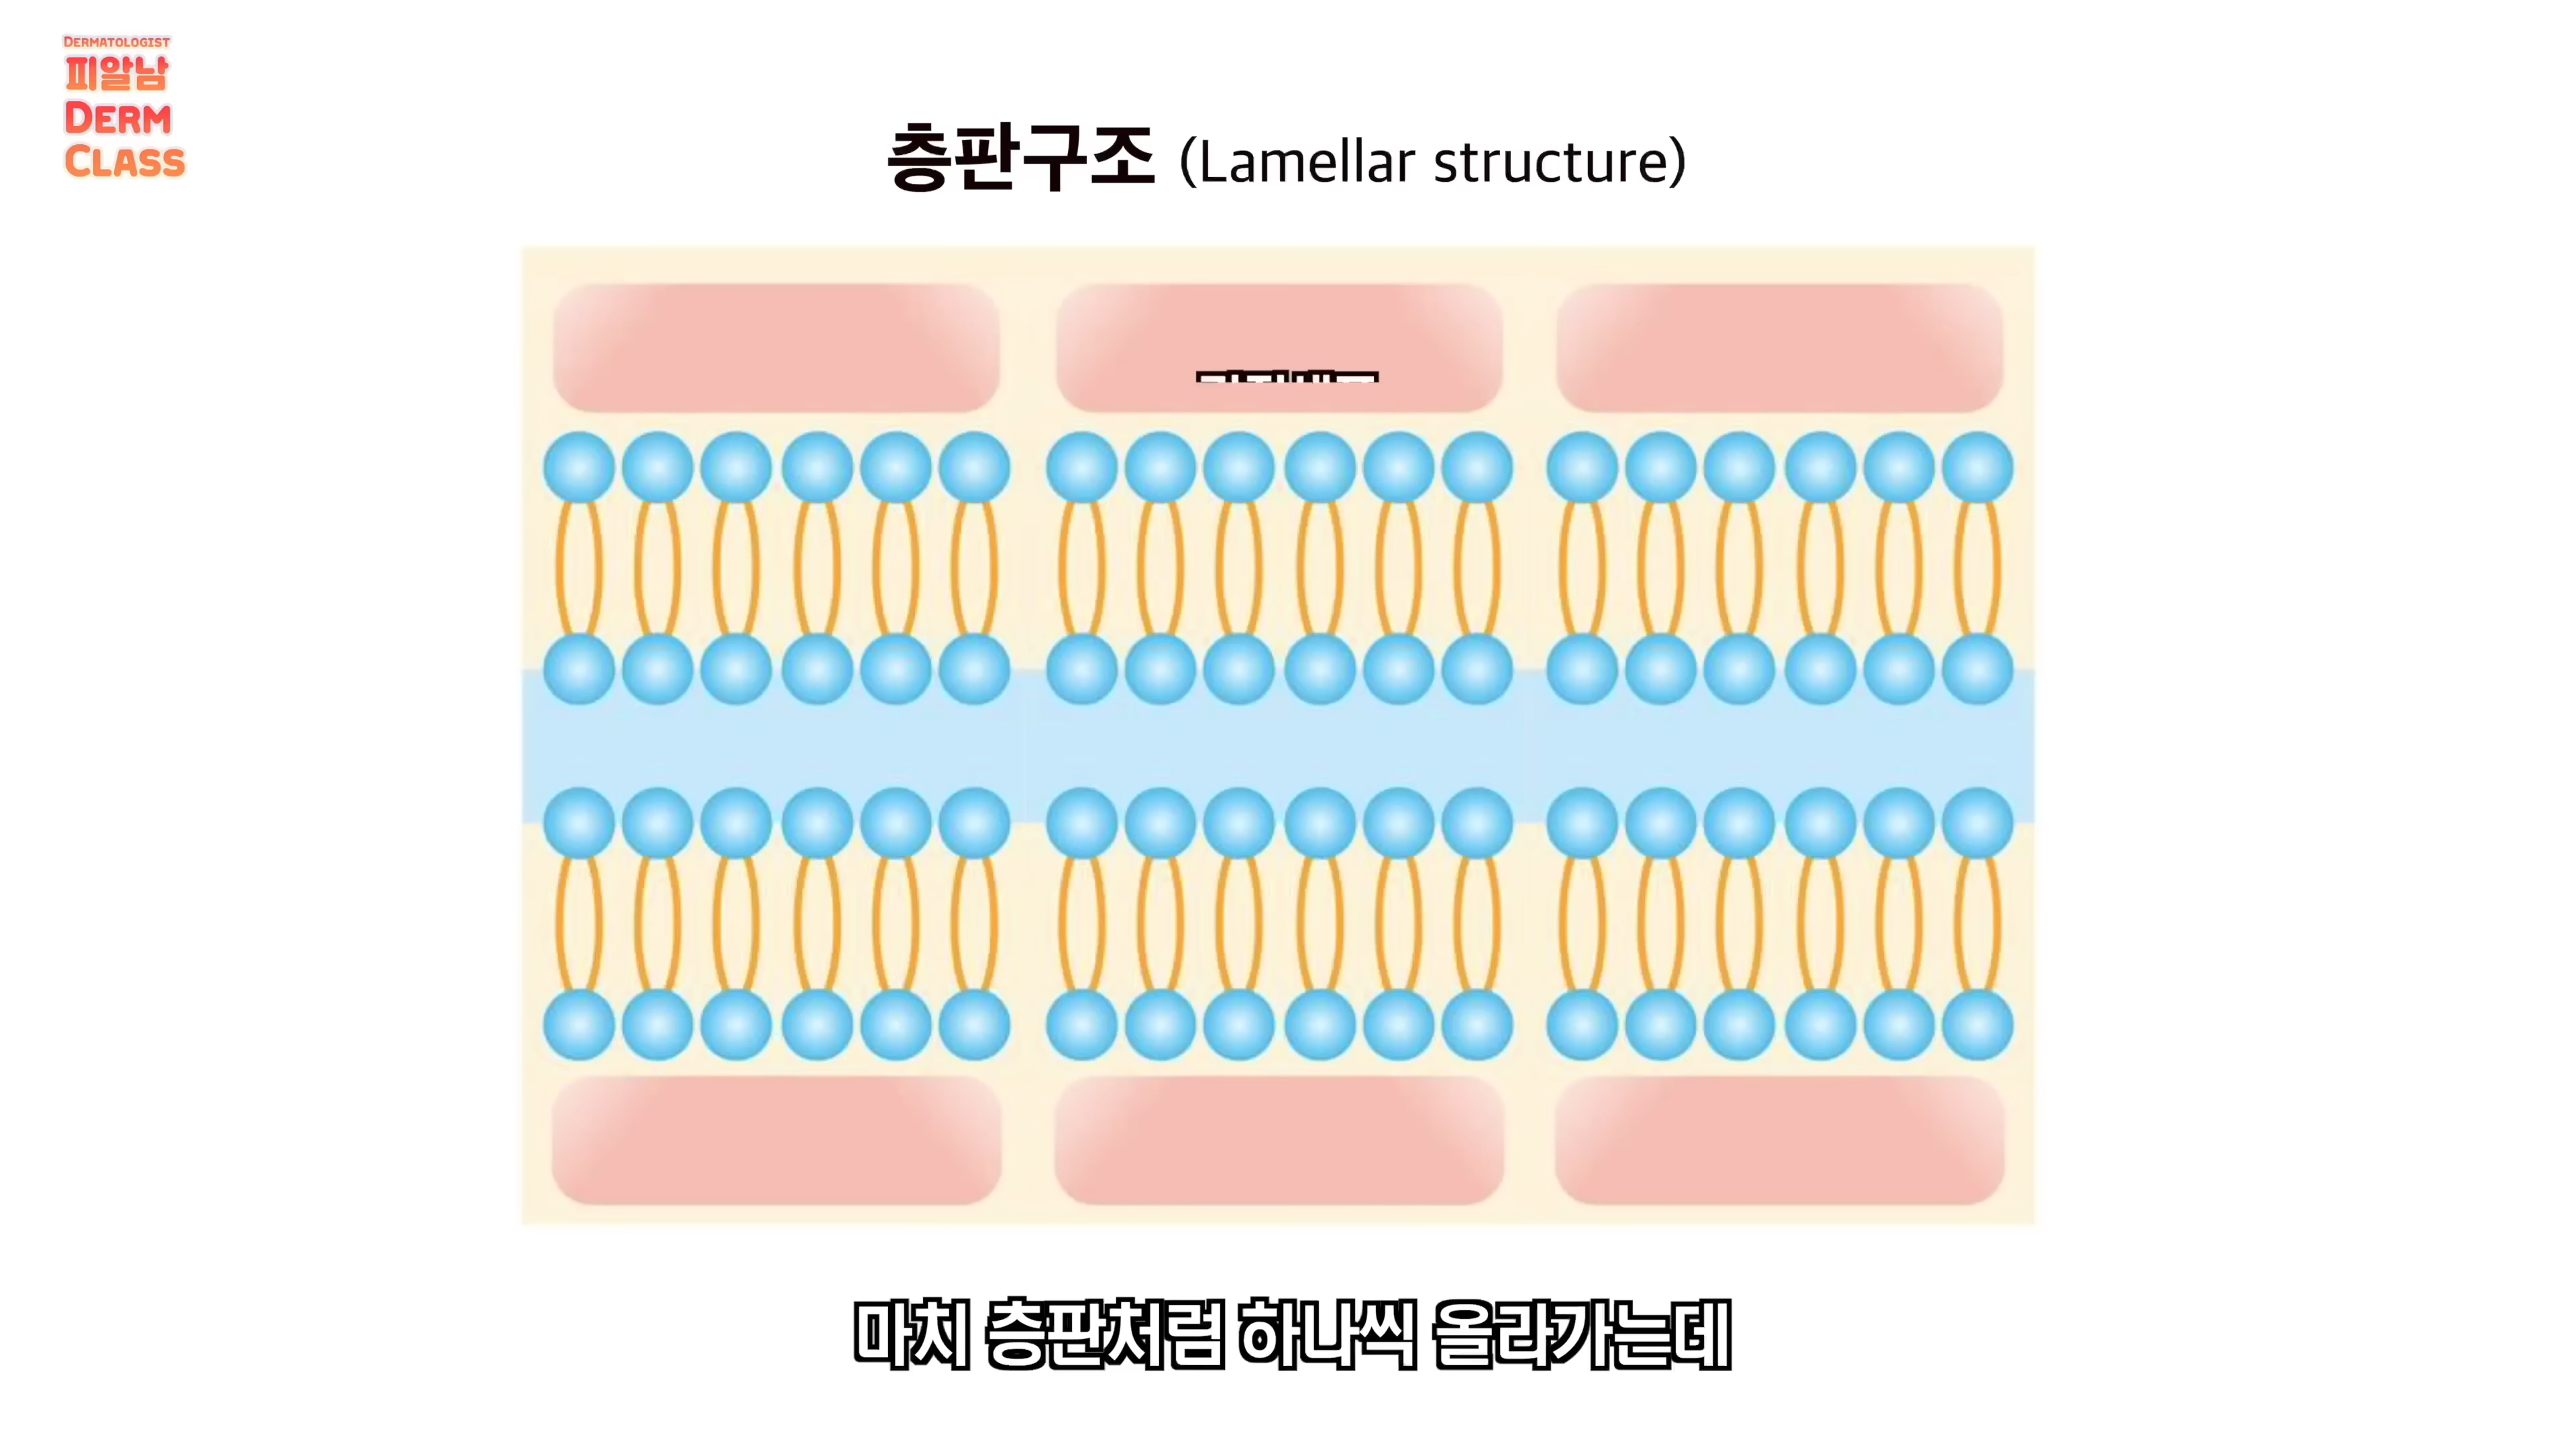 DERMATOLOGIST
피알남
DERM
CLASS
층판구조 (Lamellar structure)
마치 층판처럼 하나씩 올라가는데